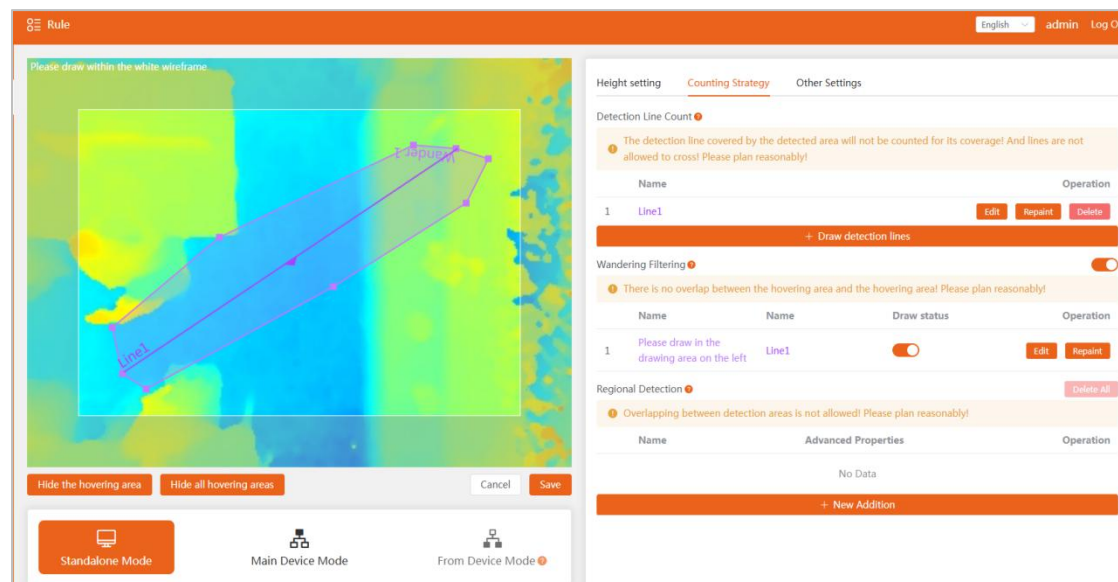 Rule
English
admin
Log O
Please draw within the white wireframe
Wander 1
Line1
Hide the hovering area
Hide all hovering areas
Cancel
Save
Standalone Mode
Main Device Mode
From Device Mode
Height setting
Counting Strategy
Other Settings
Detection Line Count
The detection line covered by the detected area will not be counted for its coverage! And lines are not
allowed to cross! Please plan reasonably!
Name
Operation
1
Line1
Edit
Repaint
Delete
+ Draw detection lines
Wandering Filtering
There is no overlap between the hovering area and the hovering area! Please plan reasonably!
Name
Name
Draw status
Operation
1
Please draw in the
drawing area on the left
Line1
Edit
Repaint
Regional Detection
Delete All
Overlapping between detection areas is not allowed! Please plan reasonably!
Name
Advanced Properties
Operation
No Data
+ New Addition